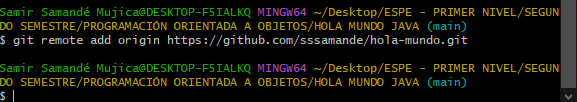 Samir Samandé Mujica@DESKTOP-F5IALKQ MINGW64 ~/Desktop/ESPE - PRIMER NIVEL/SEGUN
DO SEMESTRE/PROGRAMACIÓN ORIENTADA A OBJETOS/HOLA MUNDO JAVA (main)
$ git remote add origin https://github.com/sssamande/hola-mundo.git
Samir Samandé Mujica@DESKTOP-F5IALKQ MINGW64 ~/Desktop/ESPE - PRIMER NIVEL/SEGUN
DO SEMESTRE/PROGRAMACIÓN ORIENTADA A OBJETOS/HOLA MUNDO JAVA (main)
$